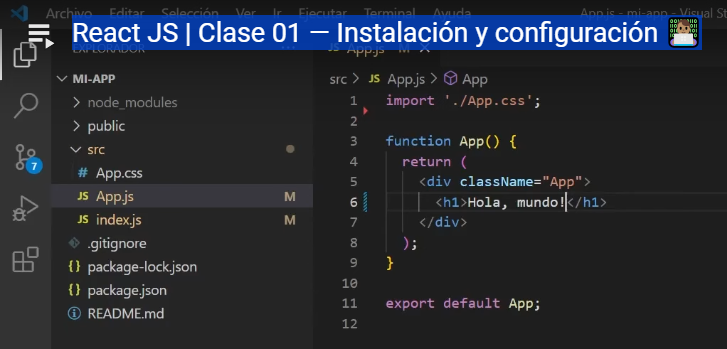 Archivo
Editar
Ver
Ir
Ejecutar
Terminal
Ayuda
App.js - mi-app - Visual St
React JS | Clase 01 — Instalación y configuración
EXPLORADOR
App.js M
MI-APP
src > JS App.js > App
node_modules
public
src
# App.css
JS App.js M
JS index.js M
.gitignore
{} package-lock.json
{} package.json
README.md
7
1 import './App.css';
2
3 function App() {
4 return (
5 <div className="App">
6 <h1>Hola, mundo!</h1>
7 </div>
8 );
9 }
10
11 export default App;
12